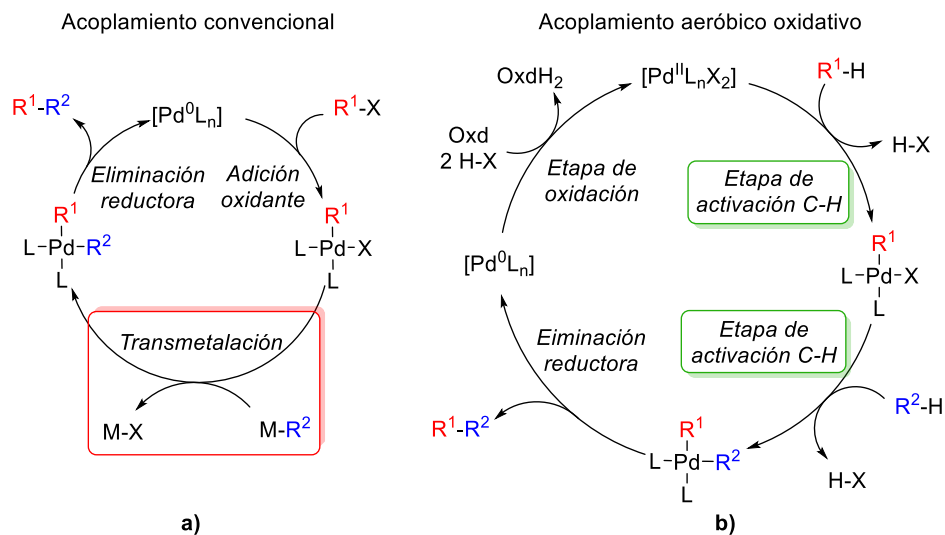 Acoplamiento convencional
R¹-R²
[Pd⁰Lₙ]
R¹-X
Eliminación
reductora
Adición
oxidante
R¹
L-Pd-R²
L
R¹
L-Pd-X
L
Transmetalación
M-X
M-R²
a)
Acoplamiento aeróbico oxidativo
OxdH₂
[PdᴵᴵLₙX₂]
R¹-H
Oxd
2 H-X
H-X
Etapa de
oxidación
Etapa de
activación C-H
[Pd⁰Lₙ]
R¹
L-Pd-X
L
Eiminación
reductora
Etapa de
activación C-H
R²-H
R¹-R²
R¹
L-Pd-R²
L
H-X
b)